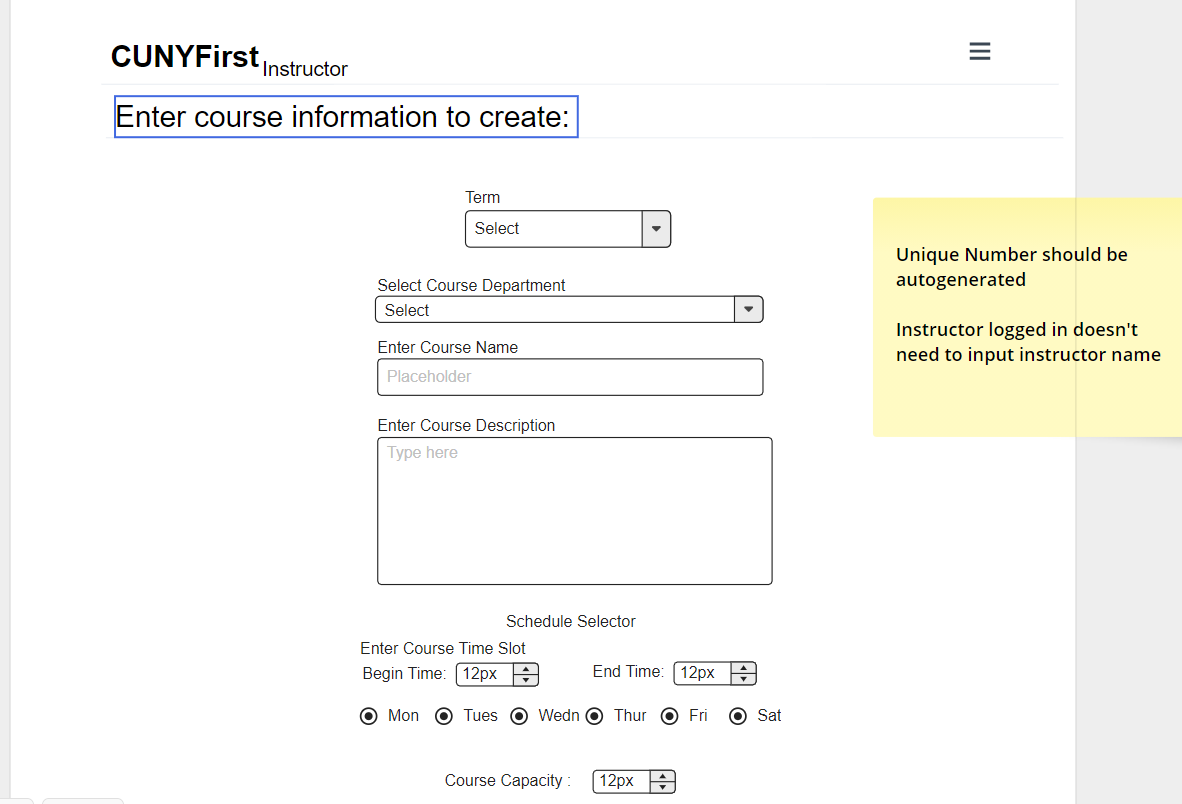 CUNYFirst Instructor
Enter course information to create:
Term
Select
Select Course Department
Select
Enter Course Name
Placeholder
Enter Course Description
Type here
Schedule Selector
Enter Course Time Slot
Begin Time: 12px End Time: 12px
Mon Tues Wedn Thur Fri Sat
Course Capacity : 12px
Unique Number should be
autogenerated
Instructor logged in doesn't
need to input instructor name